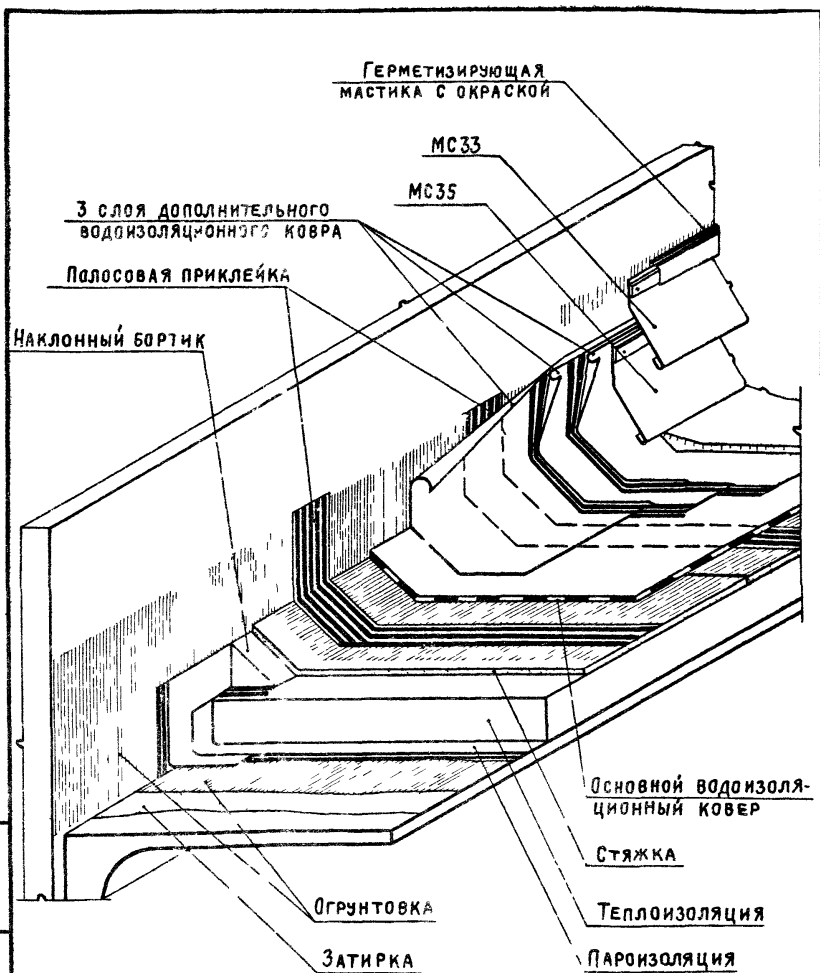 Герметизирующая
мастика с окраской
МС33
МС35
3 слоя дополнительного
водоизоляционного ковра
Полосовая приклейка
Наклонный бортик
Основной водоизоля-
ционный ковер
Стяжка
Огрунтовка
Теплоизоляция
Затирка
Пароизоляция